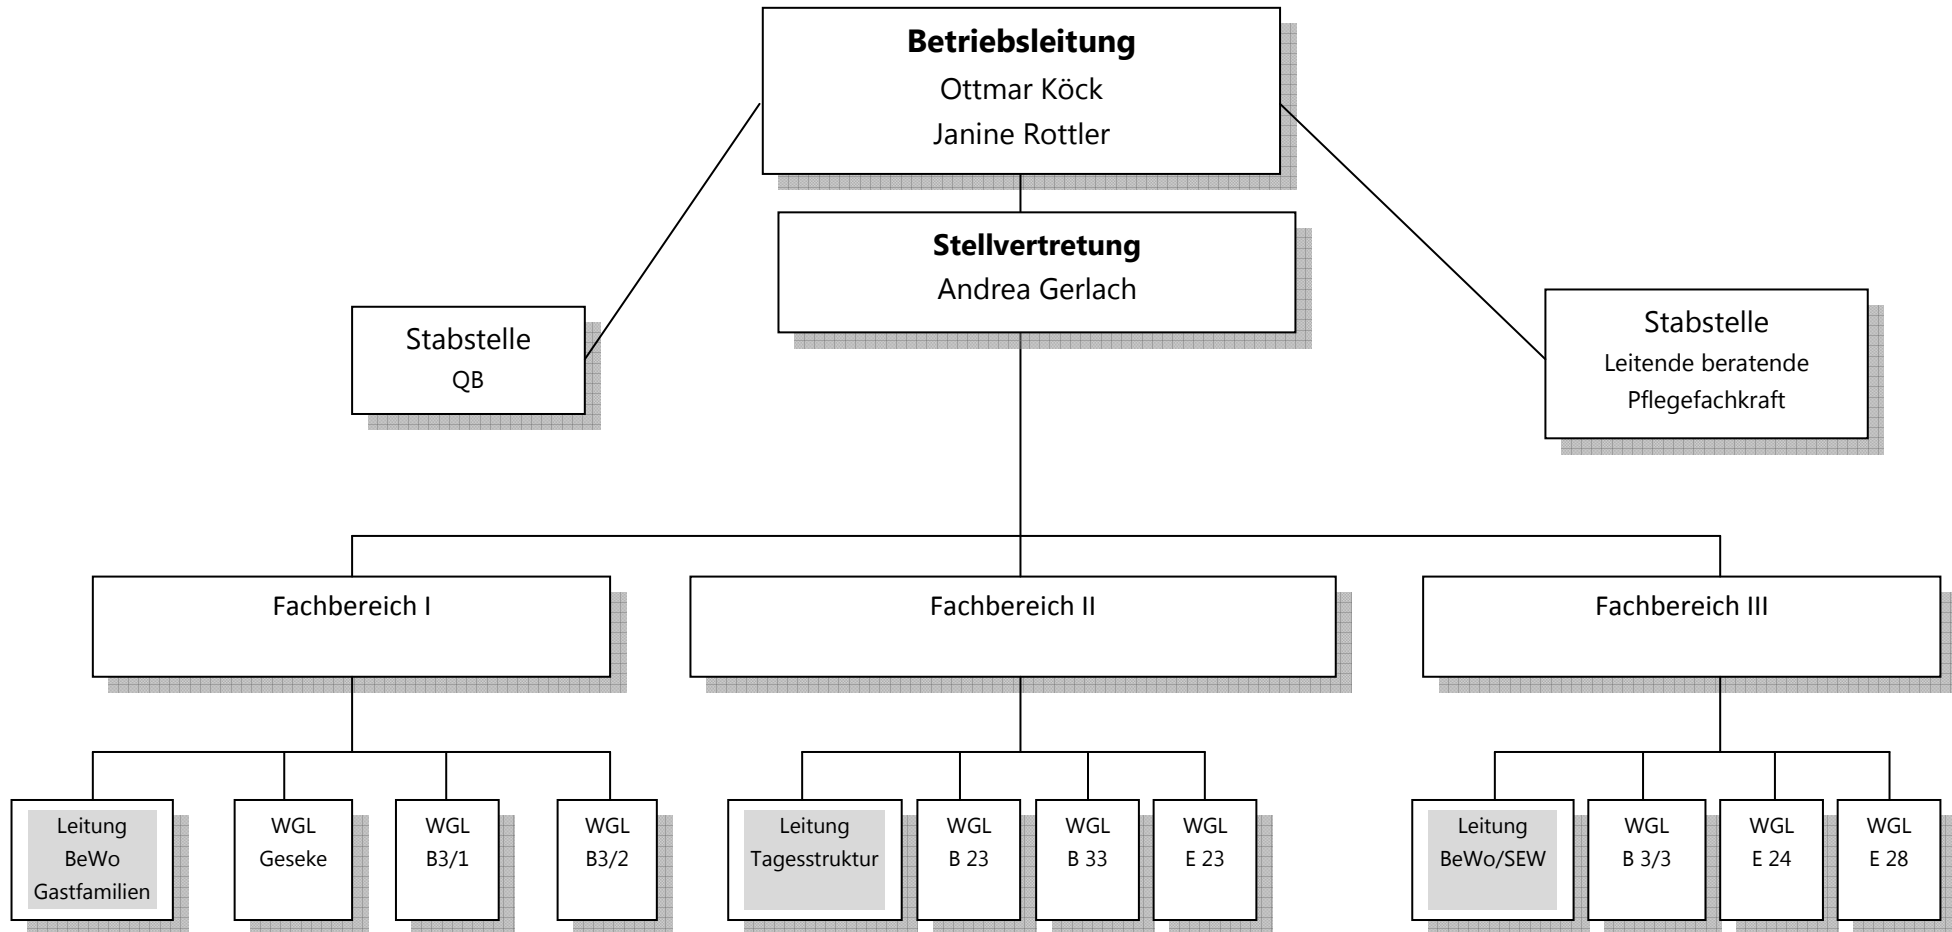 Betriebsleitung
Ottmar Köck
Janine Rottler
Stellvertretung
Andrea Gerlach
Stabstelle
QB
Stabstelle
Leitende beratende
Pflegefachkraft
Fachbereich I
Fachbereich II
Fachbereich III
Leitung
BeWo
Gastfamilien
WGL
Geseke
WGL
B3/1
WGL
B3/2
Leitung
Tagesstruktur
WGL
B 23
WGL
B 33
WGL
E 23
Leitung
BeWo/SEW
WGL
B 3/3
WGL
E 24
WGL
E 28